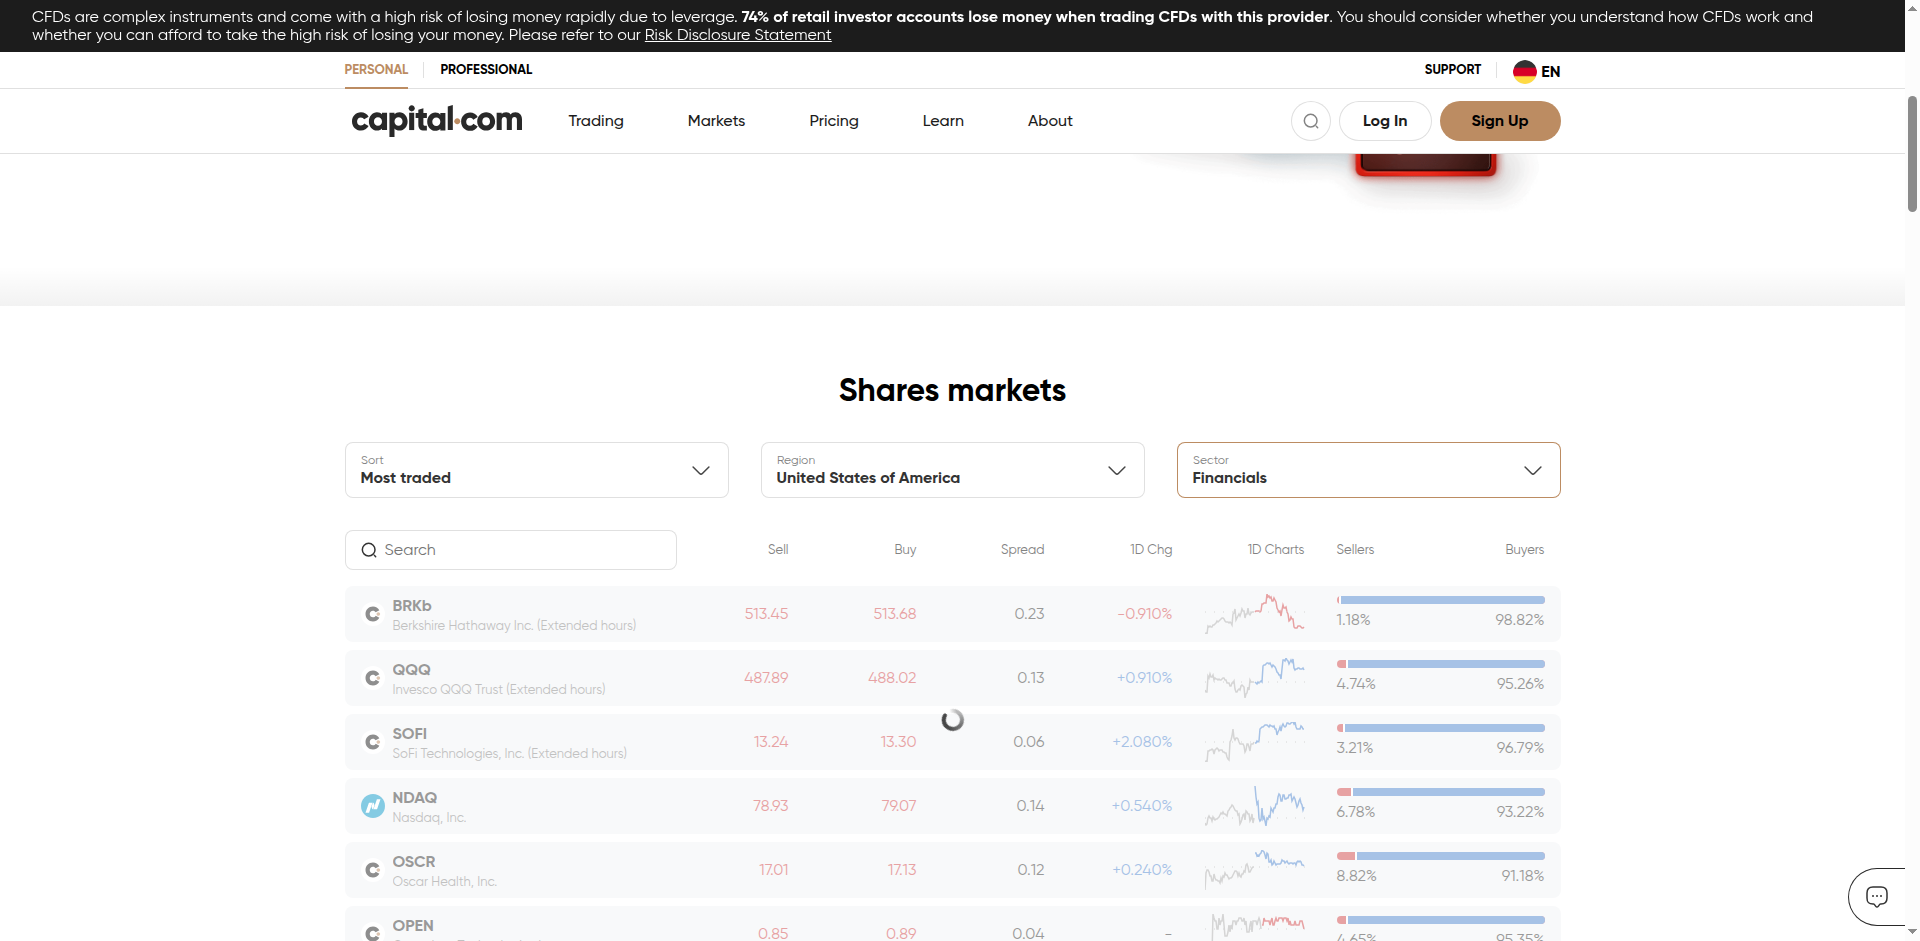 CFDs are complex instruments and come with a high risk of losing money rapidly due to leverage. 74% of retail investor accounts lose money when trading CFDs with this provider. You should consider whether you understand how CFDs work and
whether you can afford to take the high risk of losing your money. Please refer to our Risk Disclosure Statement
PERSONAL PROFESSIONAL SUPPORT EN
capital.com Trading Markets Pricing Learn About Log In Sign Up
Shares markets
Sort Region Sector
Most traded United States of America Financials
Search Sell Buy Spread 1D Chg 1D Charts Sellers Buyers
BRKb
Berkshire Hathaway Inc. (Extended hours) 513.45 513.68 0.23 -0.910% 1.18% 98.82%
QQQ
Invesco QQQ Trust (Extended hours) 487.89 488.02 0.13 +0.910% 4.74% 95.26%
SOFI
SoFi Technologies, Inc. (Extended hours) 13.24 13.30 0.06 +2.080% 3.21% 96.79%
NDAQ
Nasdaq, Inc. 78.93 79.07 0.14 +0.540% 6.78% 93.22%
OSCR
Oscar Health, Inc. 17.01 17.13 0.12 +0.240% 8.82% 91.18%
OPEN
0.85 0.89 0.04 - 4.65% 95.35%